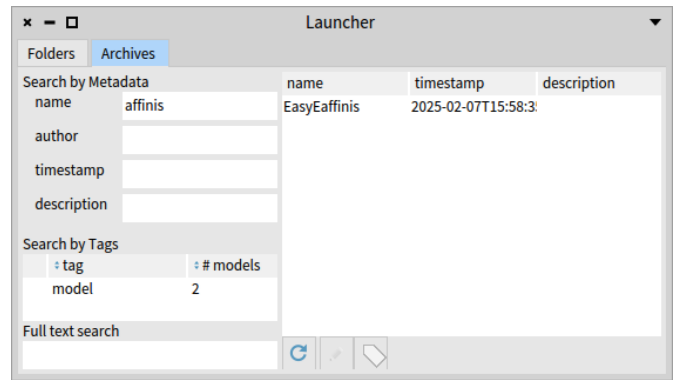 Launcher
Folders Archives
Search by Metadata
name affinis
author
timestamp
description
Search by Tags
tag # models
model 2
Full text search
name timestamp description
EasyEaffinis 2025-02-07T15:58:3